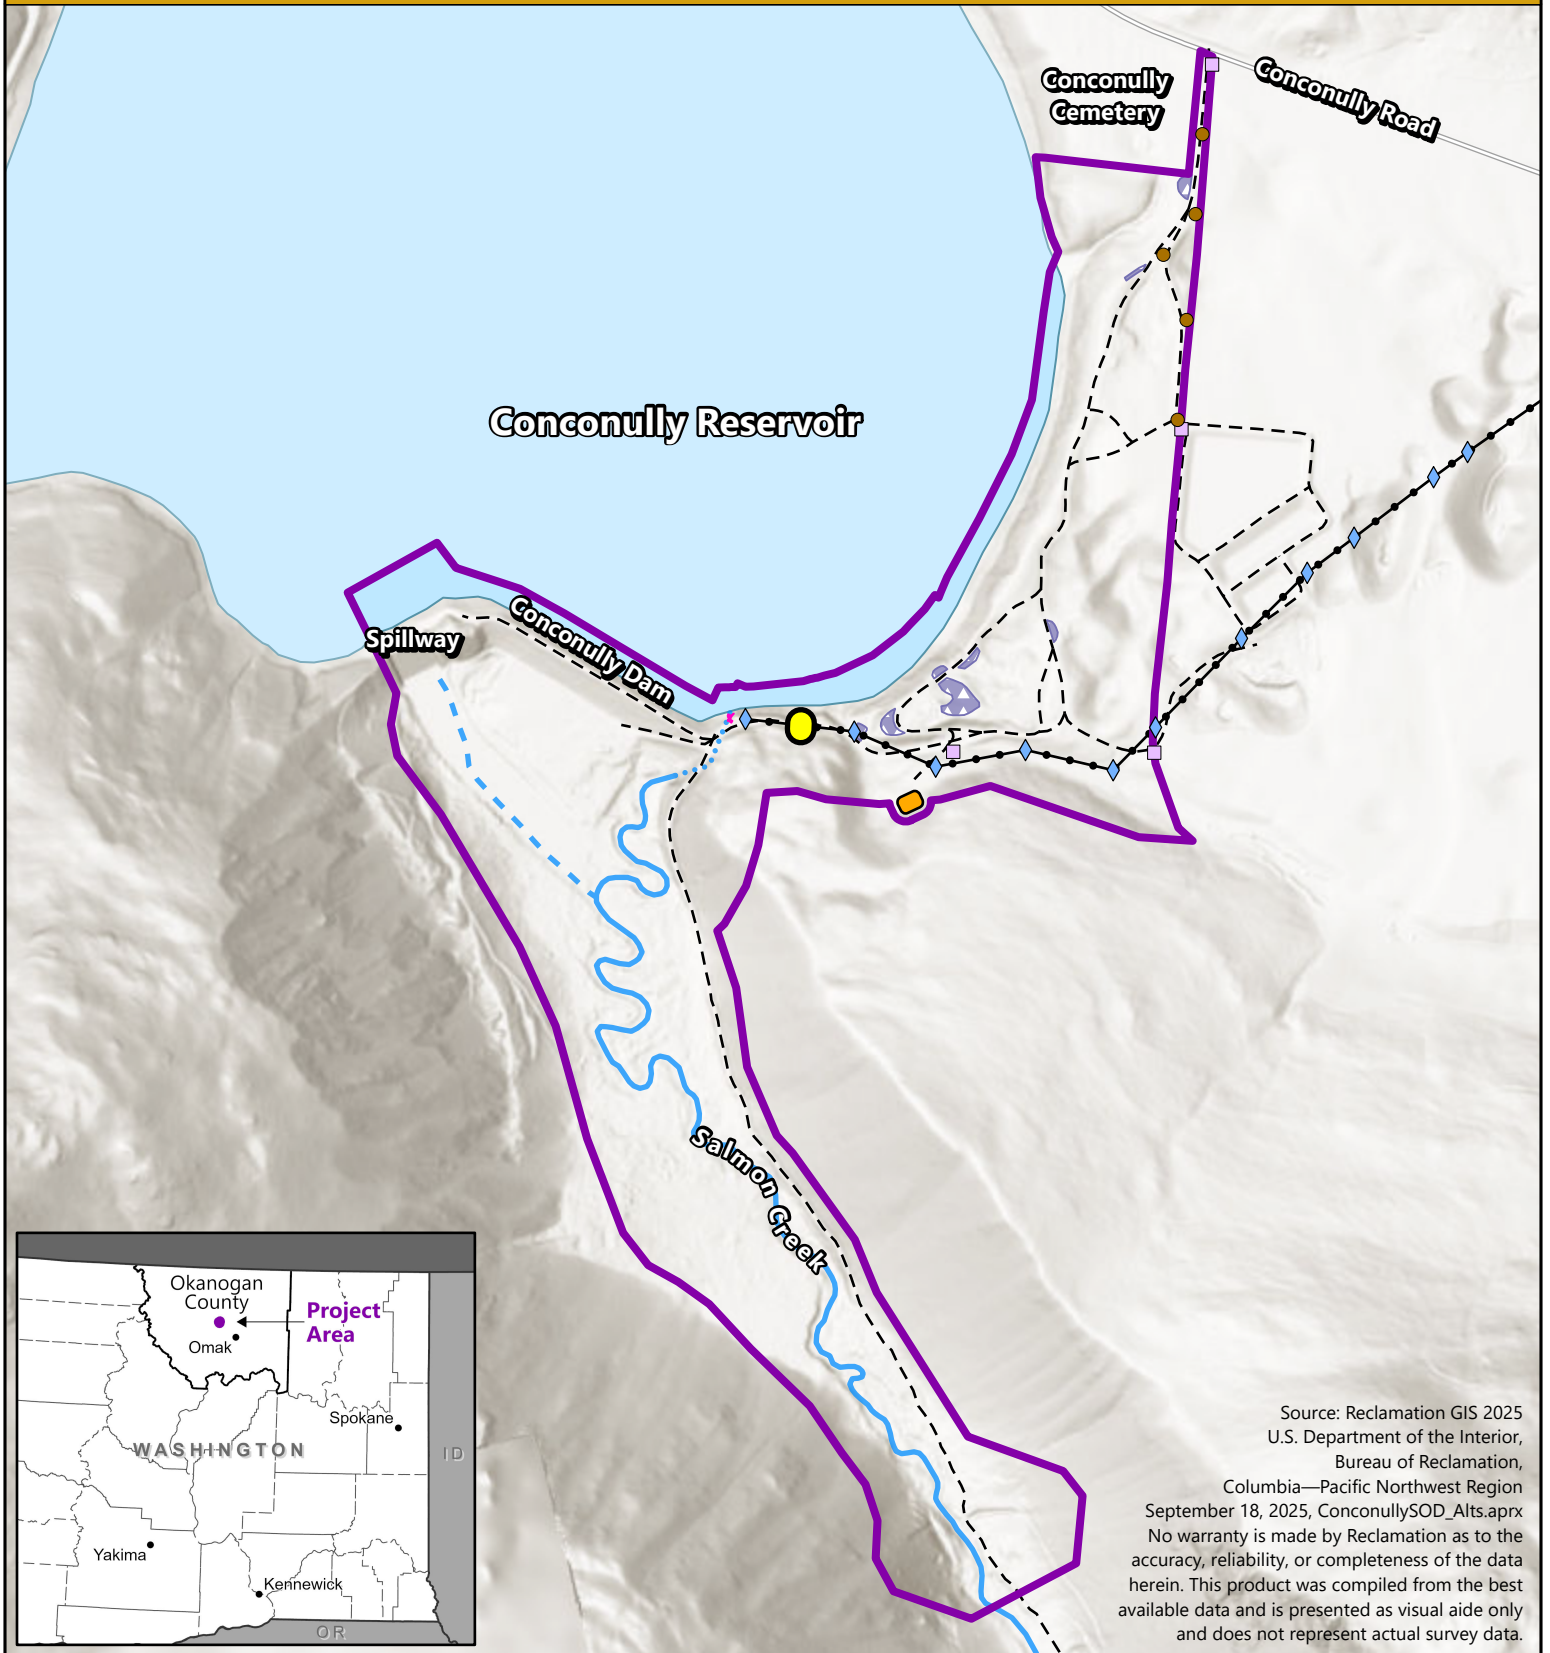 Conconully
Cemetery
Conconully Road
Conconully Reservoir
Conconully Dam
Spillway
Salmon Creek
Okanogan
County
Project
Area
Omak
Spokane
WASHINGTON
ID
Yakima
Kennewick
OR
Source: Reclamation GIS 2025
U.S. Department of the Interior,
Bureau of Reclamation,
Columbia—Pacific Northwest Region
September 18, 2025, ConconullySOD_Alts.aprx
No warranty is made by Reclamation as to the
accuracy, reliability, or completeness of the data
herein. This product was compiled from the best
available data and is presented as visual aide only
and does not represent actual survey data.